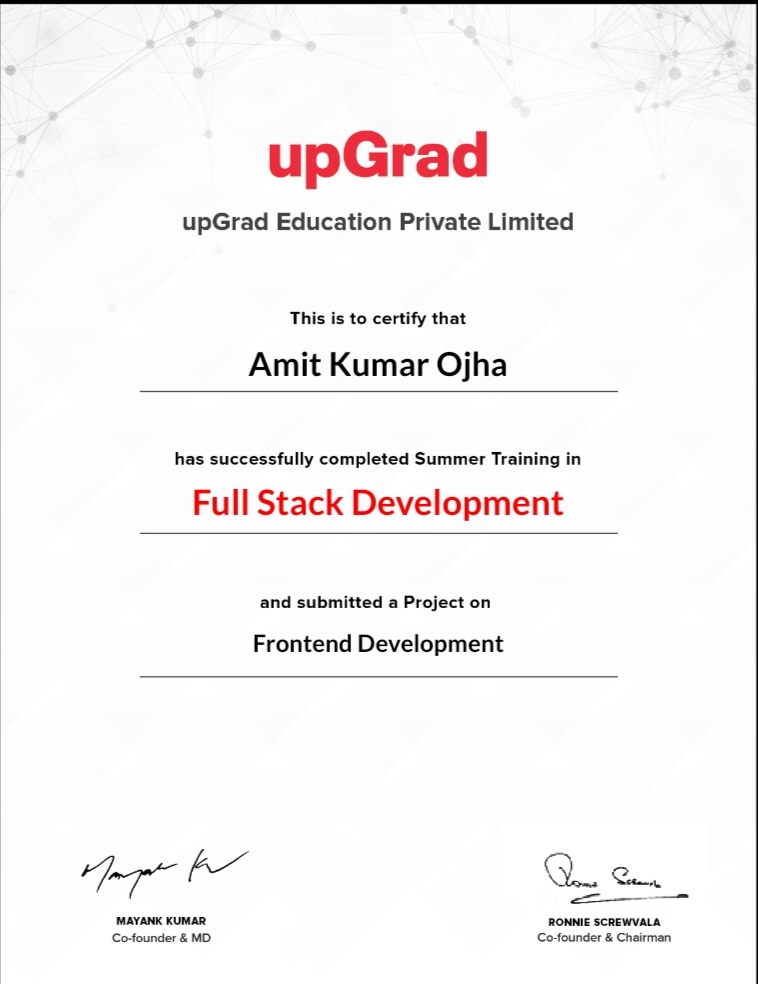 upGrad
upGrad Education Private Limited
This is to certify that
Amit Kumar Ojha
has successfully completed Summer Training in
Full Stack Development
and submitted a Project on
Frontend Development
Mayank Ku
Ronnie Screwvala
MAYANK KUMAR
Co-founder & MD
RONNIE SCREWVALA
Co-founder & Chairman